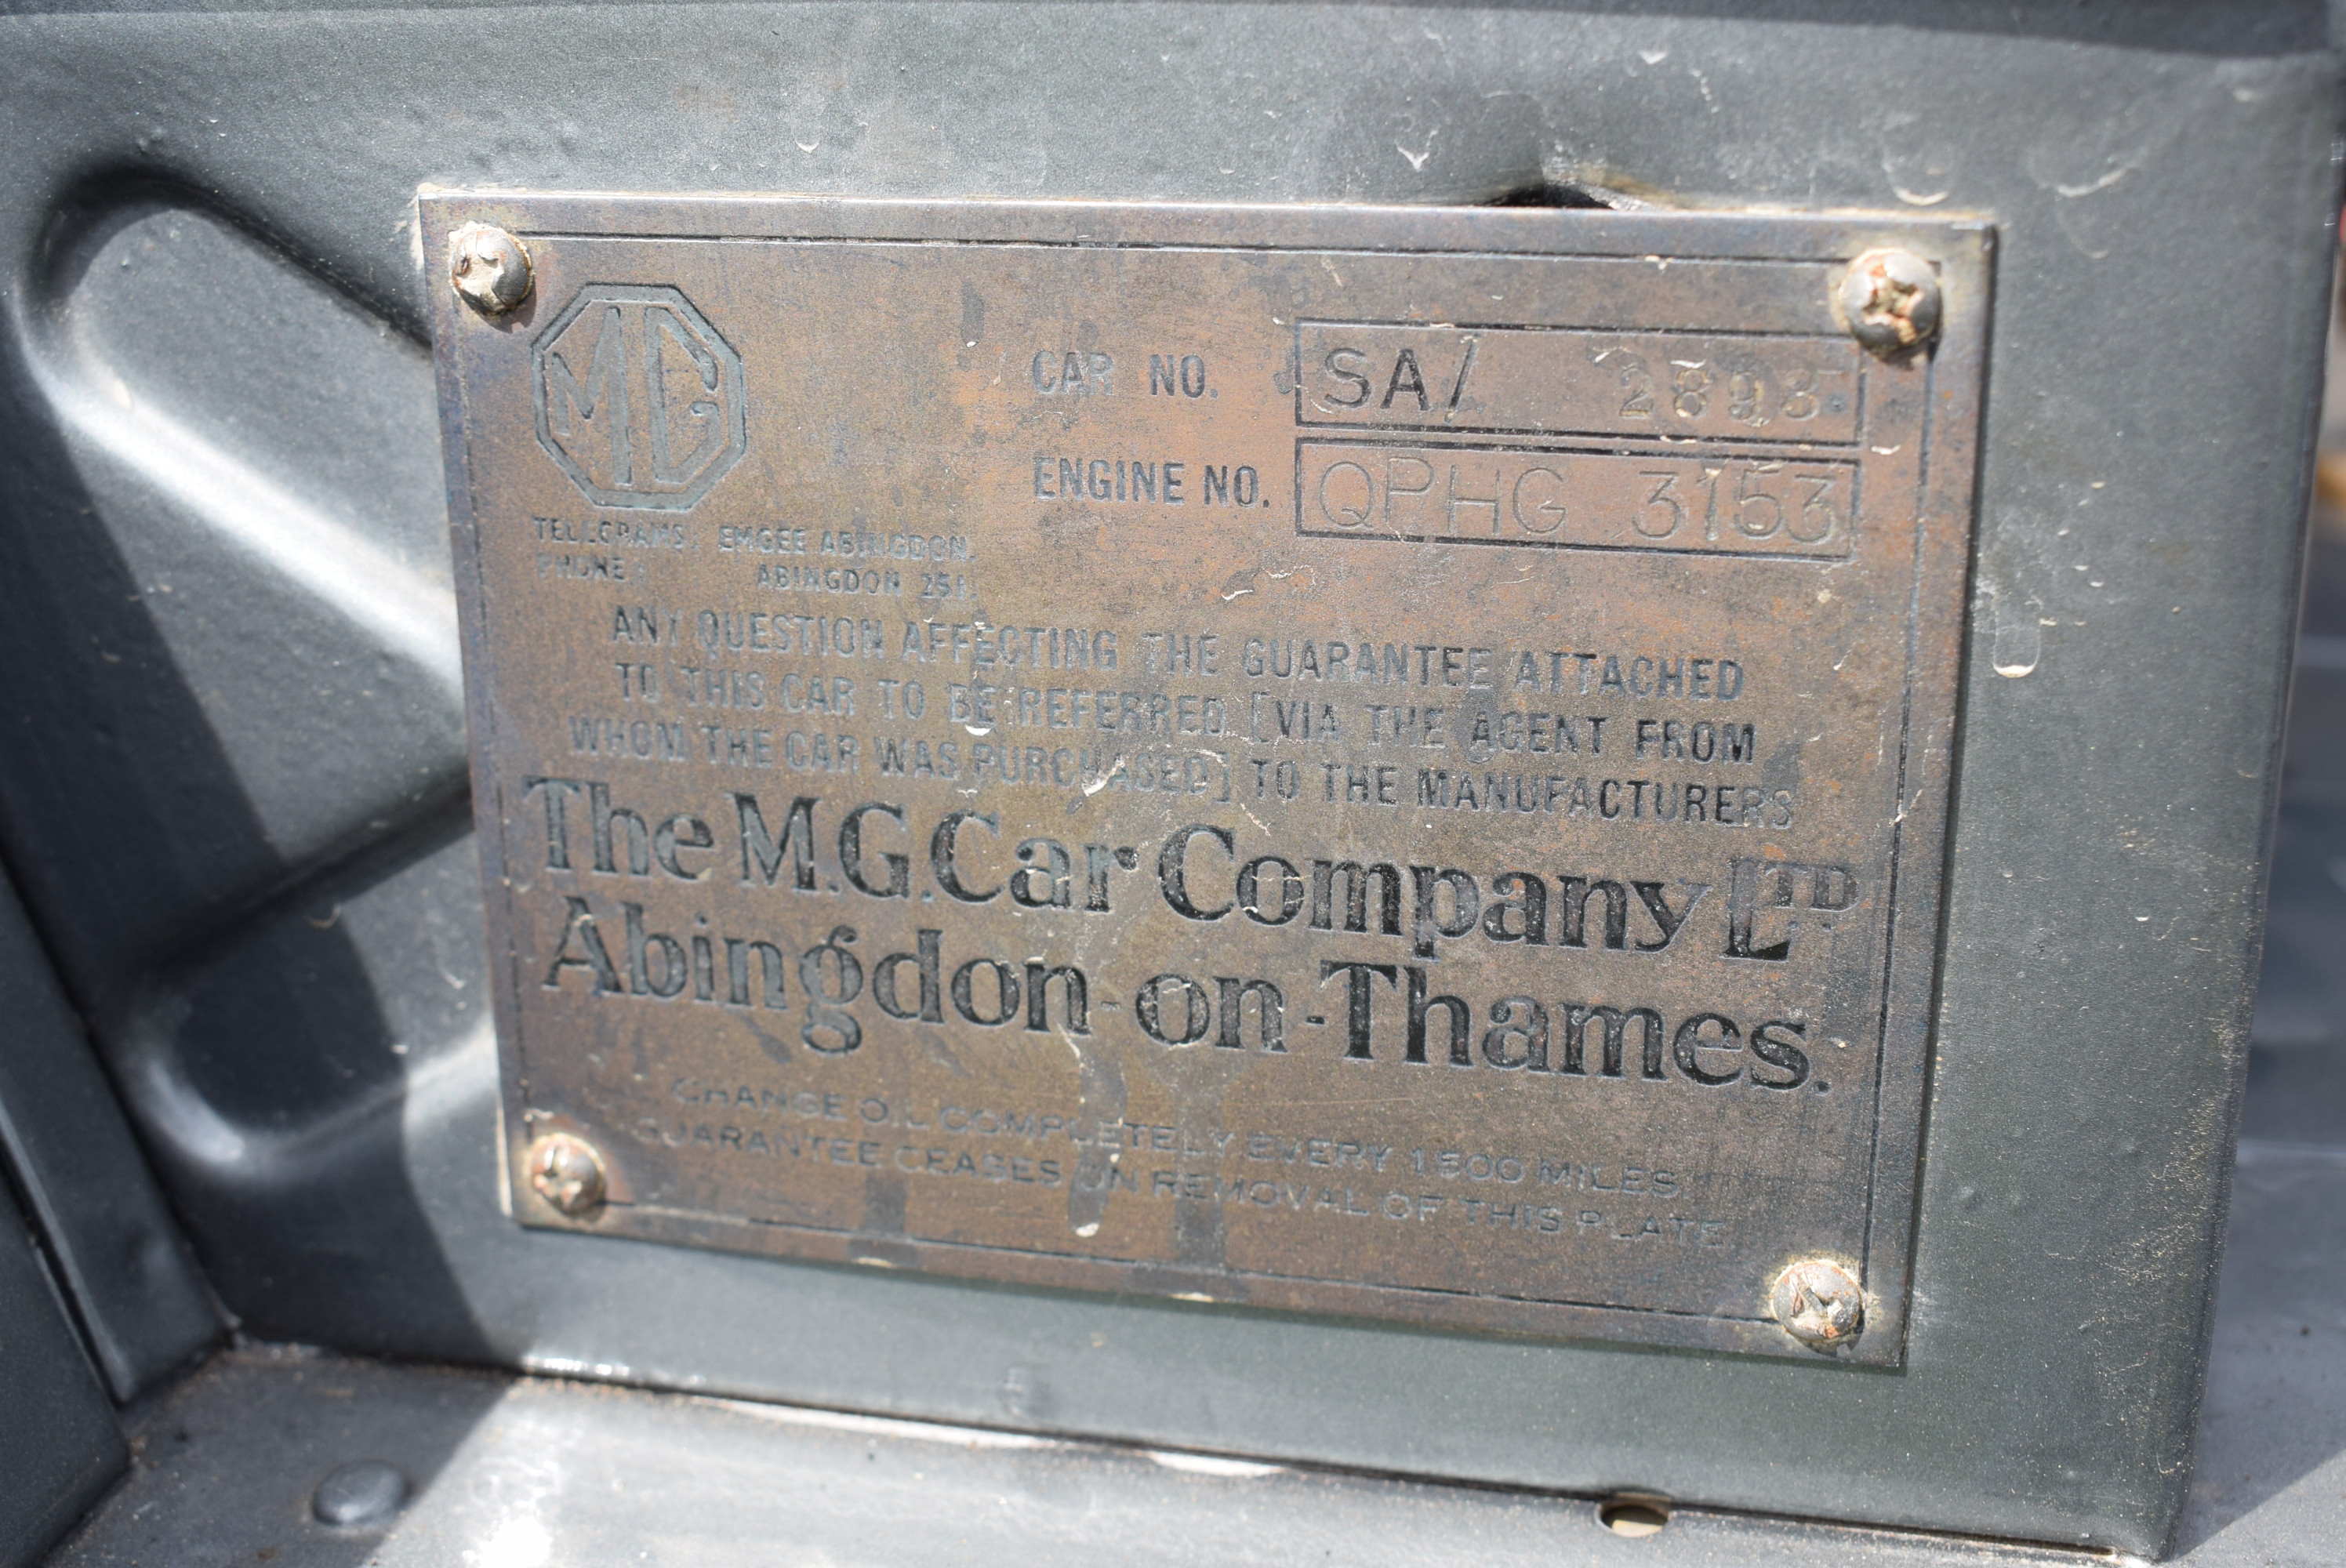 MG
CAR NO. SA/ 2898
ENGINE NO. QPHG 3153
TELEGRAMS. EMGEE ABINGDON.
PHONE: ABINGDON 251.
ANY QUESTION AFFECTING THE GUARANTEE ATTACHED
TO THIS CAR TO BE REFERRED [VIA THE AGENT FROM
WHOM THE CAR WAS PURCHASED] TO THE MANUFACTURERS
The M.G. Car Company LTD
Abingdon-on-Thames.
CHANGE OIL COMPLETELY EVERY 1500 MILES
GUARANTEE CEASES ON REMOVAL OF THIS PLATE